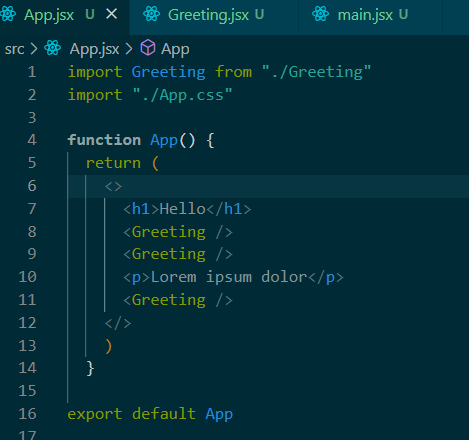 App.jsx U × Greeting.jsx U main.jsx U
src > App.jsx > App
1 import Greeting from "./Greeting"
2 import "./App.css"
3
4 function App() {
5 return (
6 <>
7 <h1>Hello</h1>
8 <Greeting />
9 <Greeting />
10 <p>Lorem ipsum dolor</p>
11 <Greeting />
12 </>
13 )
14 }
15
16 export default App
17